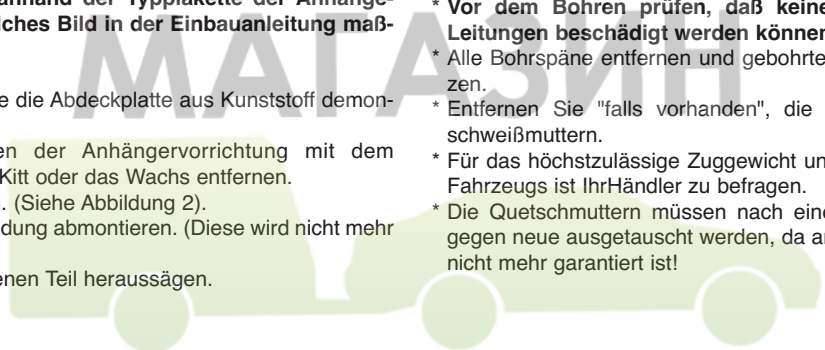 anhand der Typplakette der Anhänge-
lches Bild in der Einbauanleitung maß-
e die Abdeckplatte aus Kunststoff demon-
en der Anhängervorrichtung mit dem
Kitt oder das Wachs entfernen.
. (Siehe Abbildung 2).
dung abmontieren. (Diese wird nicht mehr
enen Teil heraussägen.
* Vor dem Bohren prüfen, daß keine
Leitungen beschädigt werden können
* Alle Bohrspäne entfernen und gebohrte
zen.
* Entfernen Sie "falls vorhanden", die
schweißmuttern.
* Für das höchstzulässige Zuggewicht un
Fahrzeugs ist IhrHändler zu befragen.
* Die Quetschmuttern müssen nach eine
gegen neue ausgetauscht werden, da a
nicht mehr garantiert ist!
МАГАЗИН